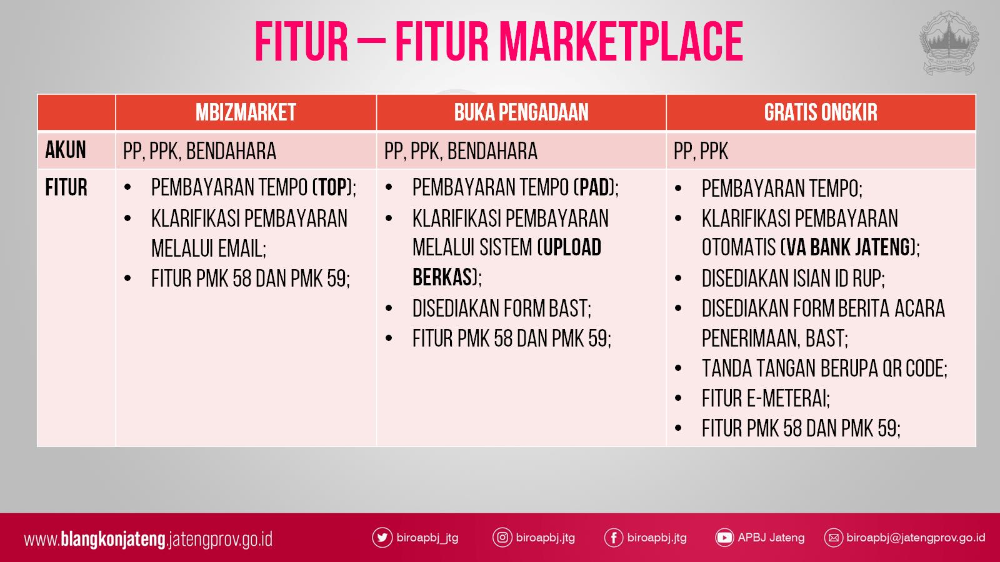 FITUR – FITUR MARKETPLACE
MBIZMARKET
BUKA PENGADAAN
GRATIS ONGKIR
AKUN
PP, PPK, BENDAHARA
PP, PPK, BENDAHARA
PP, PPK
FITUR
• PEMBAYARAN TEMPO (TOP);
• KLARIFIKASI PEMBAYARAN
MELALUI EMAIL;
• FITUR PMK 58 DAN PMK 59;
• PEMBAYARAN TEMPO (PAD);
• KLARIFIKASI PEMBAYARAN
MELALUI SISTEM (UPLOAD
BERKAS);
• DISEDIAKAN FORM BAST;
• FITUR PMK 58 DAN PMK 59;
• PEMBAYARAN TEMPO;
• KLARIFIKASI PEMBAYARAN
OTOMATIS (VA BANK JATENG);
• DISEDIAKAN ISIAN ID RUP;
• DISEDIAKAN FORM BERITA ACARA
PENERIMAAN, BAST;
• TANDA TANGAN BERUPA QR CODE;
• FITUR E-METERAI;
• FITUR PMK 58 DAN PMK 59;
www.blangkonjateng.jatengprov.go.id
biroapbj_jtg
biroapbj.jtg
biroapbj.jtg
APBJ Jateng
biroapbj@jatengprov.go.id